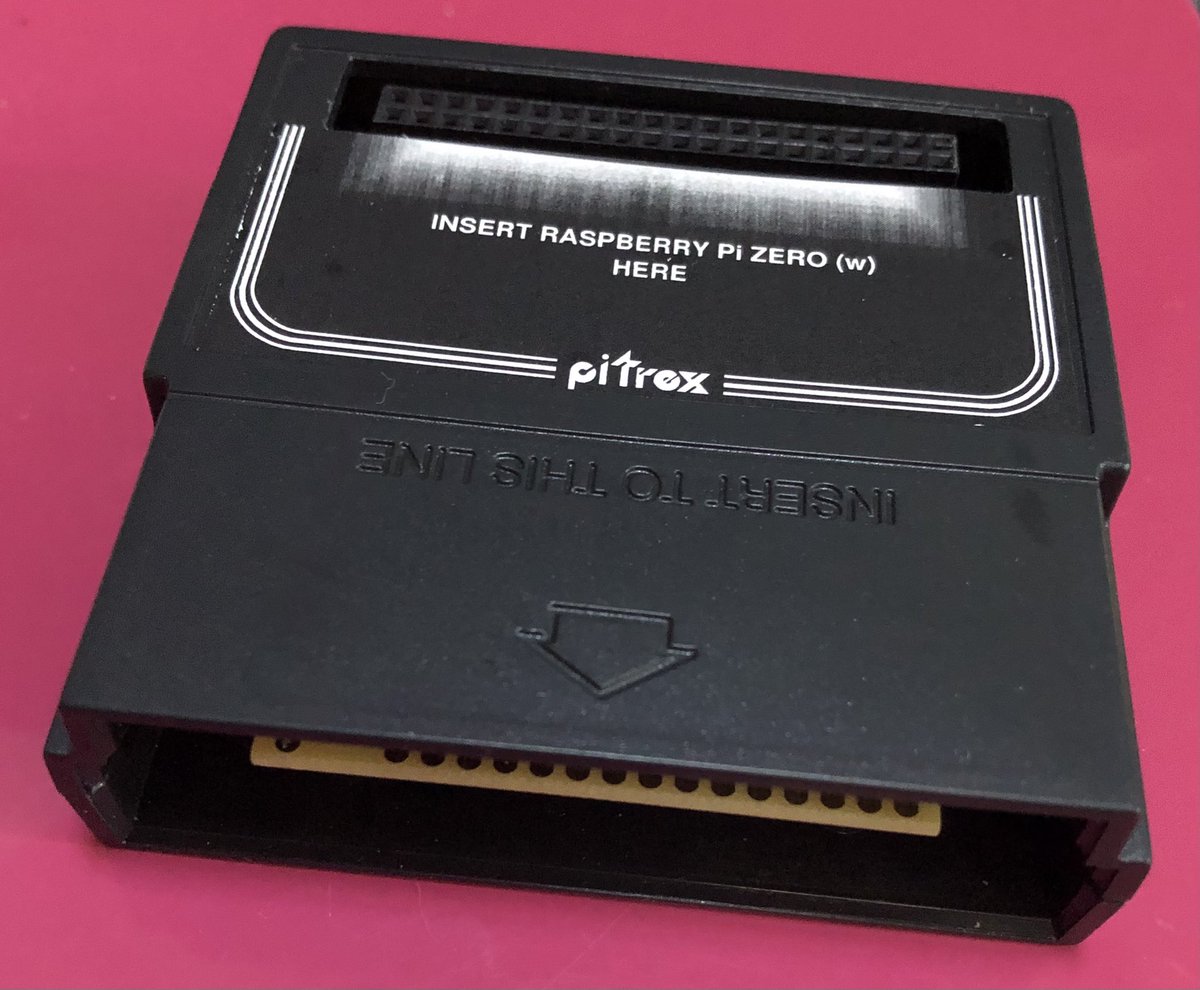 INSERT RASPBERRY Pi ZERO (w)
HERE
pitrex
INSERT TO THIS LINE